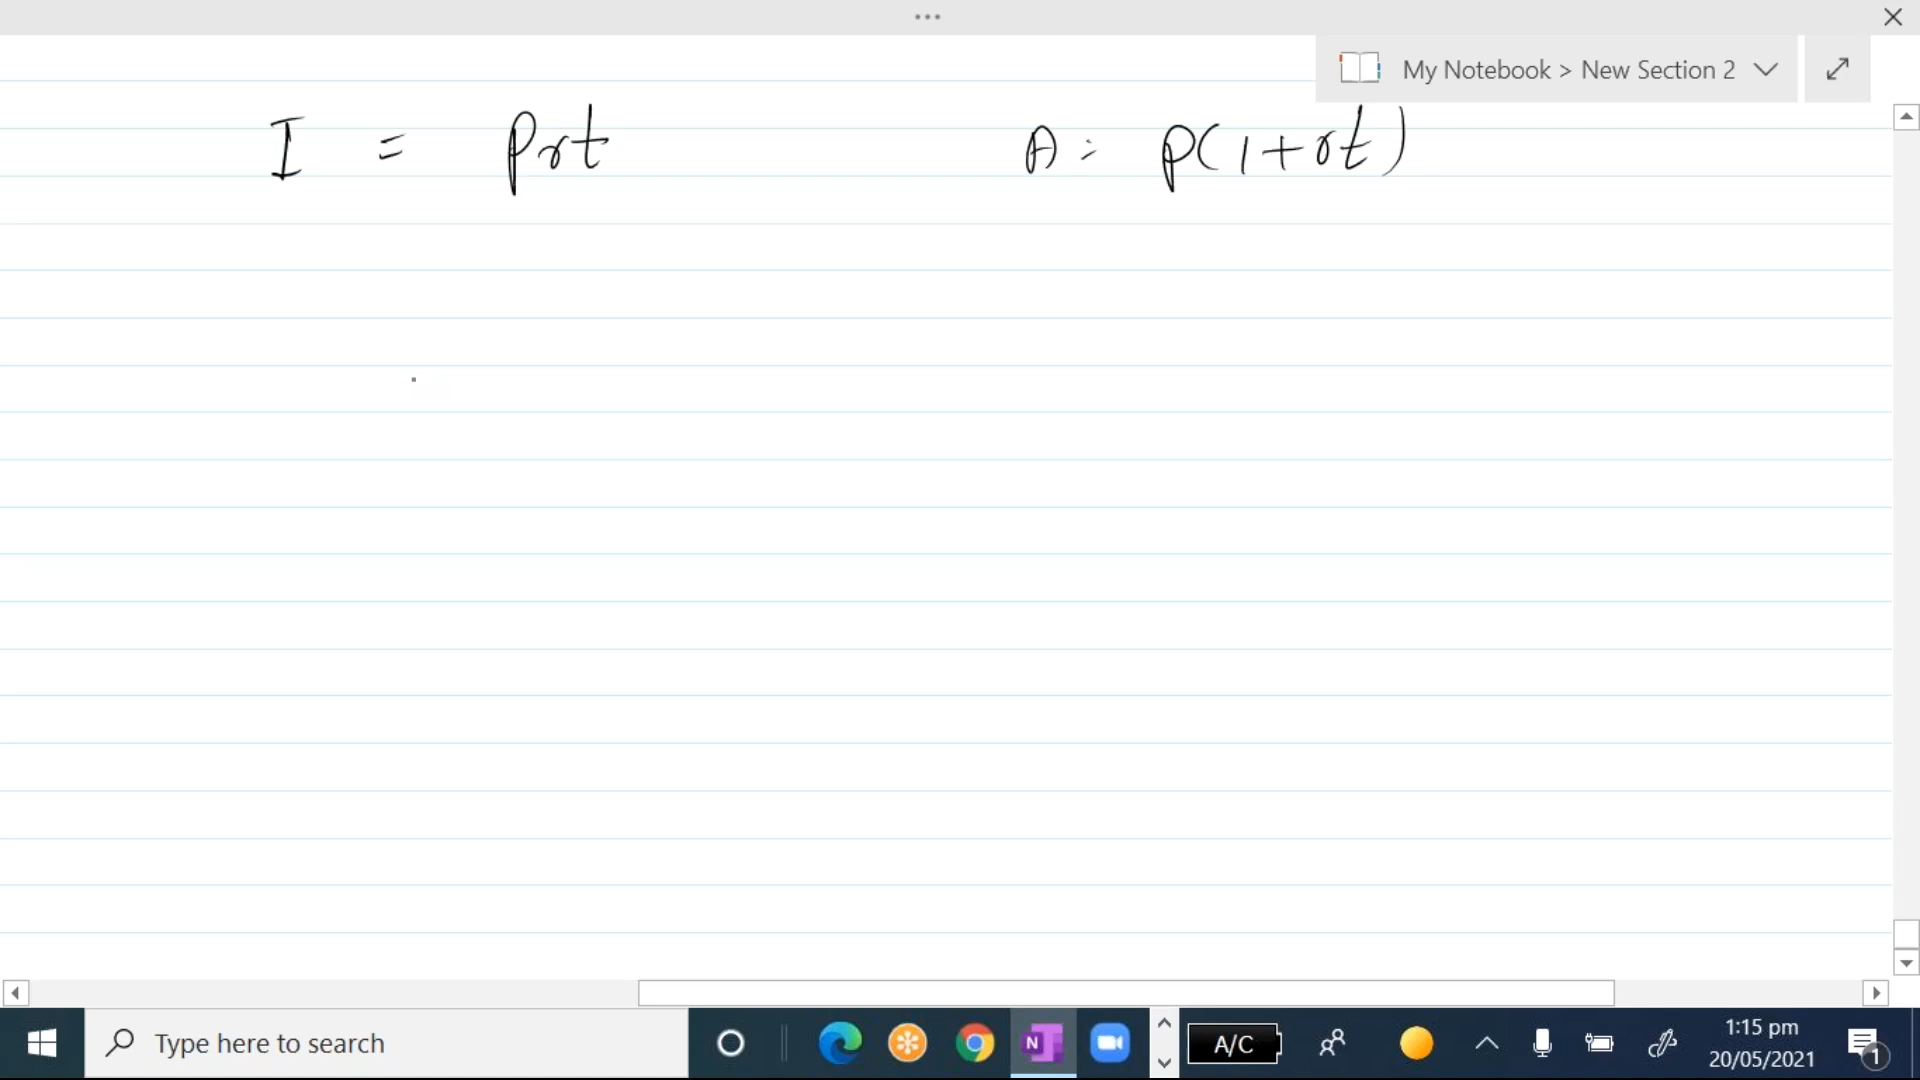 My Notebook > New Section 2
I = Prt
A = P(1+rt)
Type here to search
N
A/C
1:15 pm
20/05/2021
1